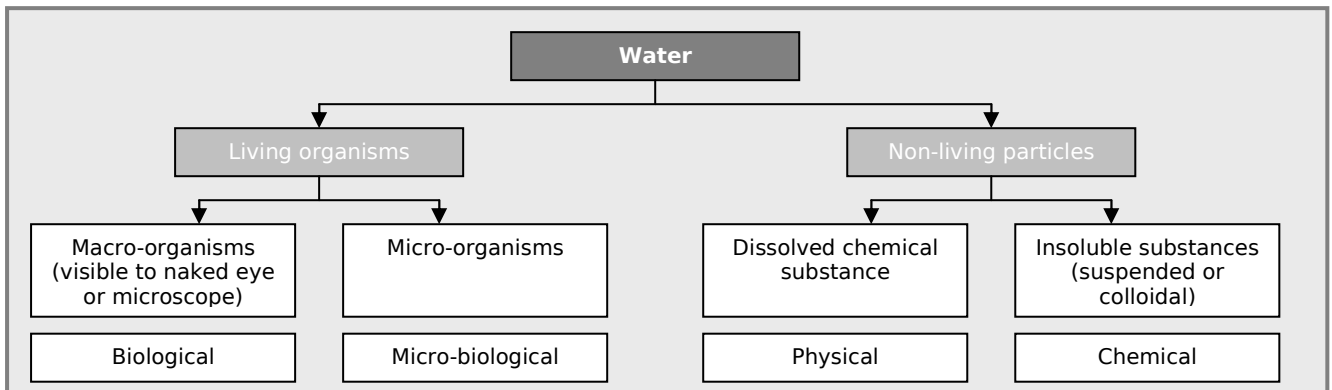 Water
Living organisms
Non-living particles
Macro-organisms
(visible to naked eye
or microscope)
Micro-organisms
Dissolved chemical
substance
Insoluble substances
(suspended or
colloidal)
Biological
Micro-biological
Physical
Chemical